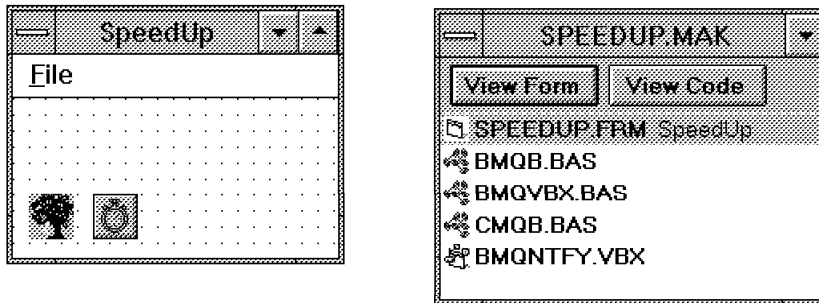 SpeedUp
File
SPEEDUP.MAK
View Form View Code
SPEEDUP.FRM SpeedUp
BMQB.BAS
BMQVBX.BAS
CMQB.BAS
BMQNTFY.VBX